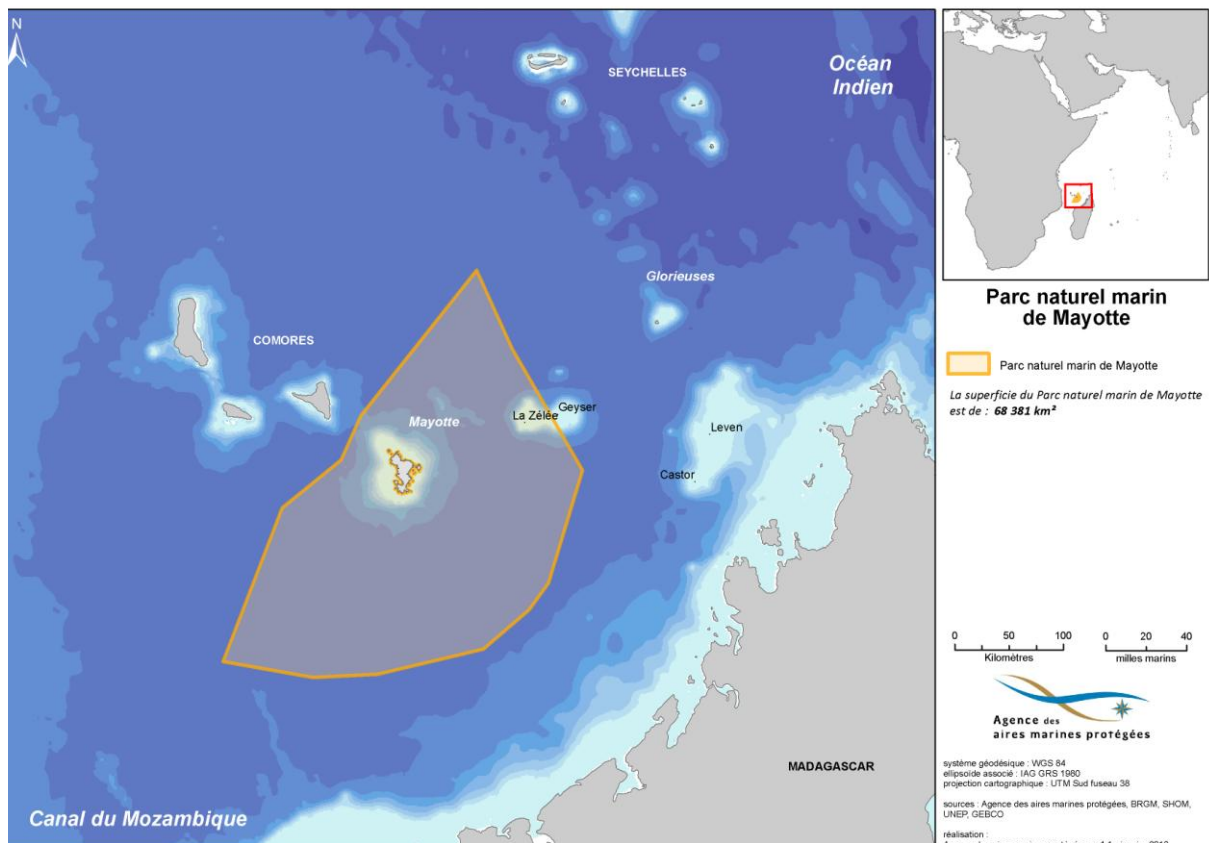 N
SEYCHELLES
Océan
Indien
Glorieuses
COMORES
Mayotte
La Zélée
Geyser
Leven
Castor
MADAGASCAR
Canal du Mozambique
Parc naturel marin
de Mayotte
Parc naturel marin de Mayotte
La superficie du Parc naturel marin de Mayotte
est de : 68 381 km²
0 50 100 0 20 40
Kilomètres milles marins
Agence des
aires marines protégées
système géodésique : WGS 84
ellipsoïde associé : IAG GRS 1980
projection cartographique : UTM Sud fuseau 38
sources : Agence des aires marines protégées, BRGM, SHOM,
UNEP, GEBCO
réalisation :